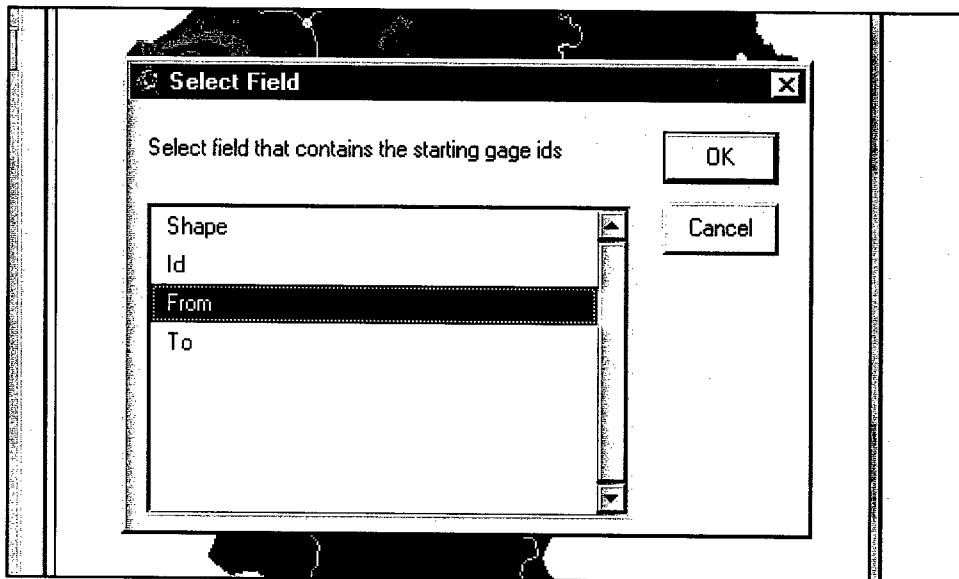 Select Field
Select field that contains the starting gage ids
OK
Cancel
Shape
Id
From
To